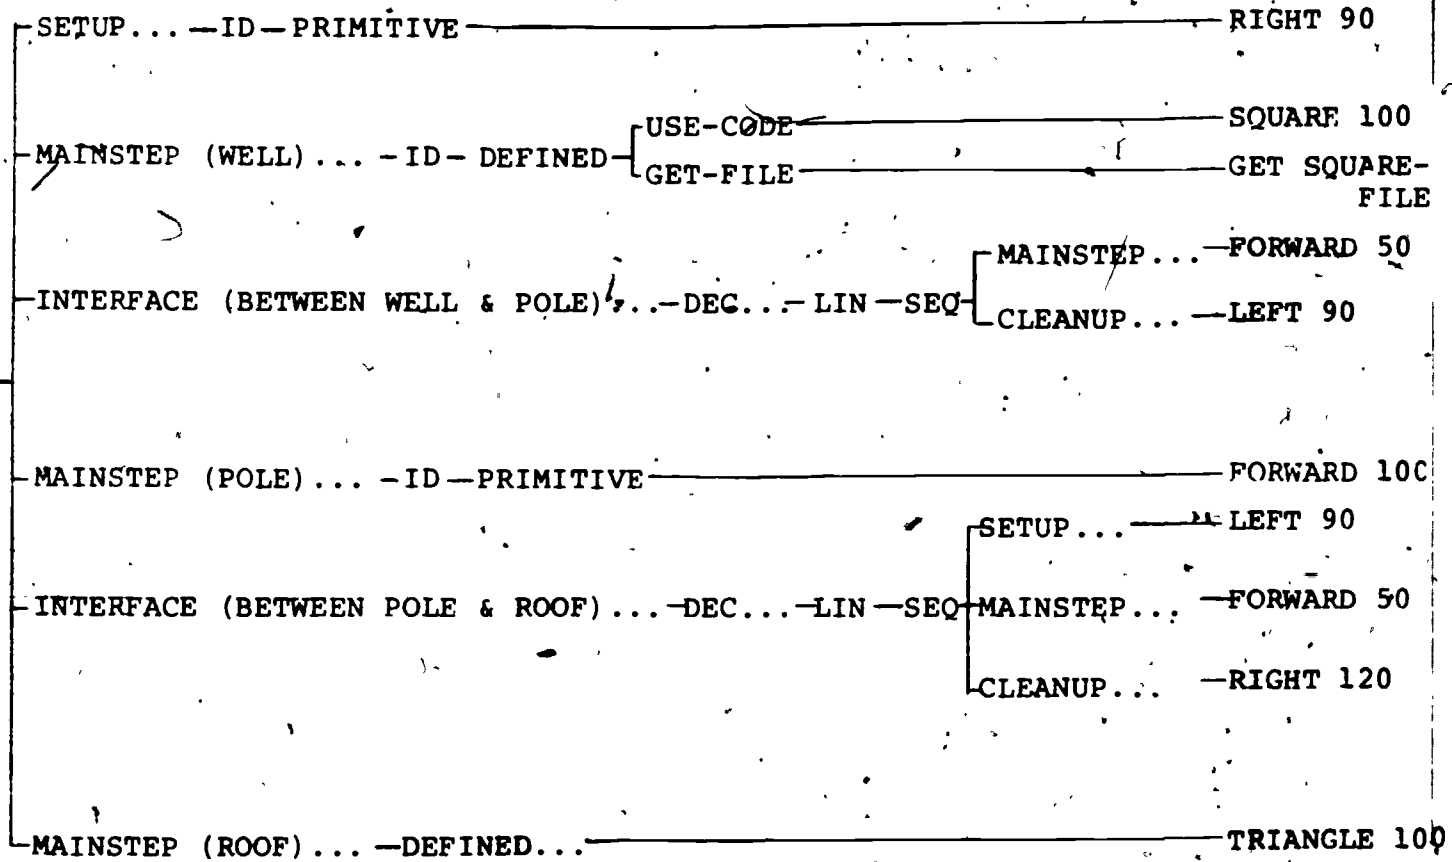 SETUP... —ID—PRIMITIVE — RIGHT 90
USE-CODE — SQUARE 100
MAINSTEP (WELL)... -ID- DEFINED
GET-FILE — GET SQUARE-
FILE
MAINSTEP... —FORWARD 50
INTERFACE (BETWEEN WELL & POLE)...-DEC...-LIN—SEQ
CLEANUP... —LEFT 90
MAINSTEP (POLE)... -ID—PRIMITIVE — FORWARD 100
SETUP... — LEFT 90
INTERFACE (BETWEEN POLE & ROOF)...—DEC...—LIN—SEQ MAINSTEP... —FORWARD 50
CLEANUP... —RIGHT 120
MAINSTEP (ROOF)... —DEFINED... — TRIANGLE 100